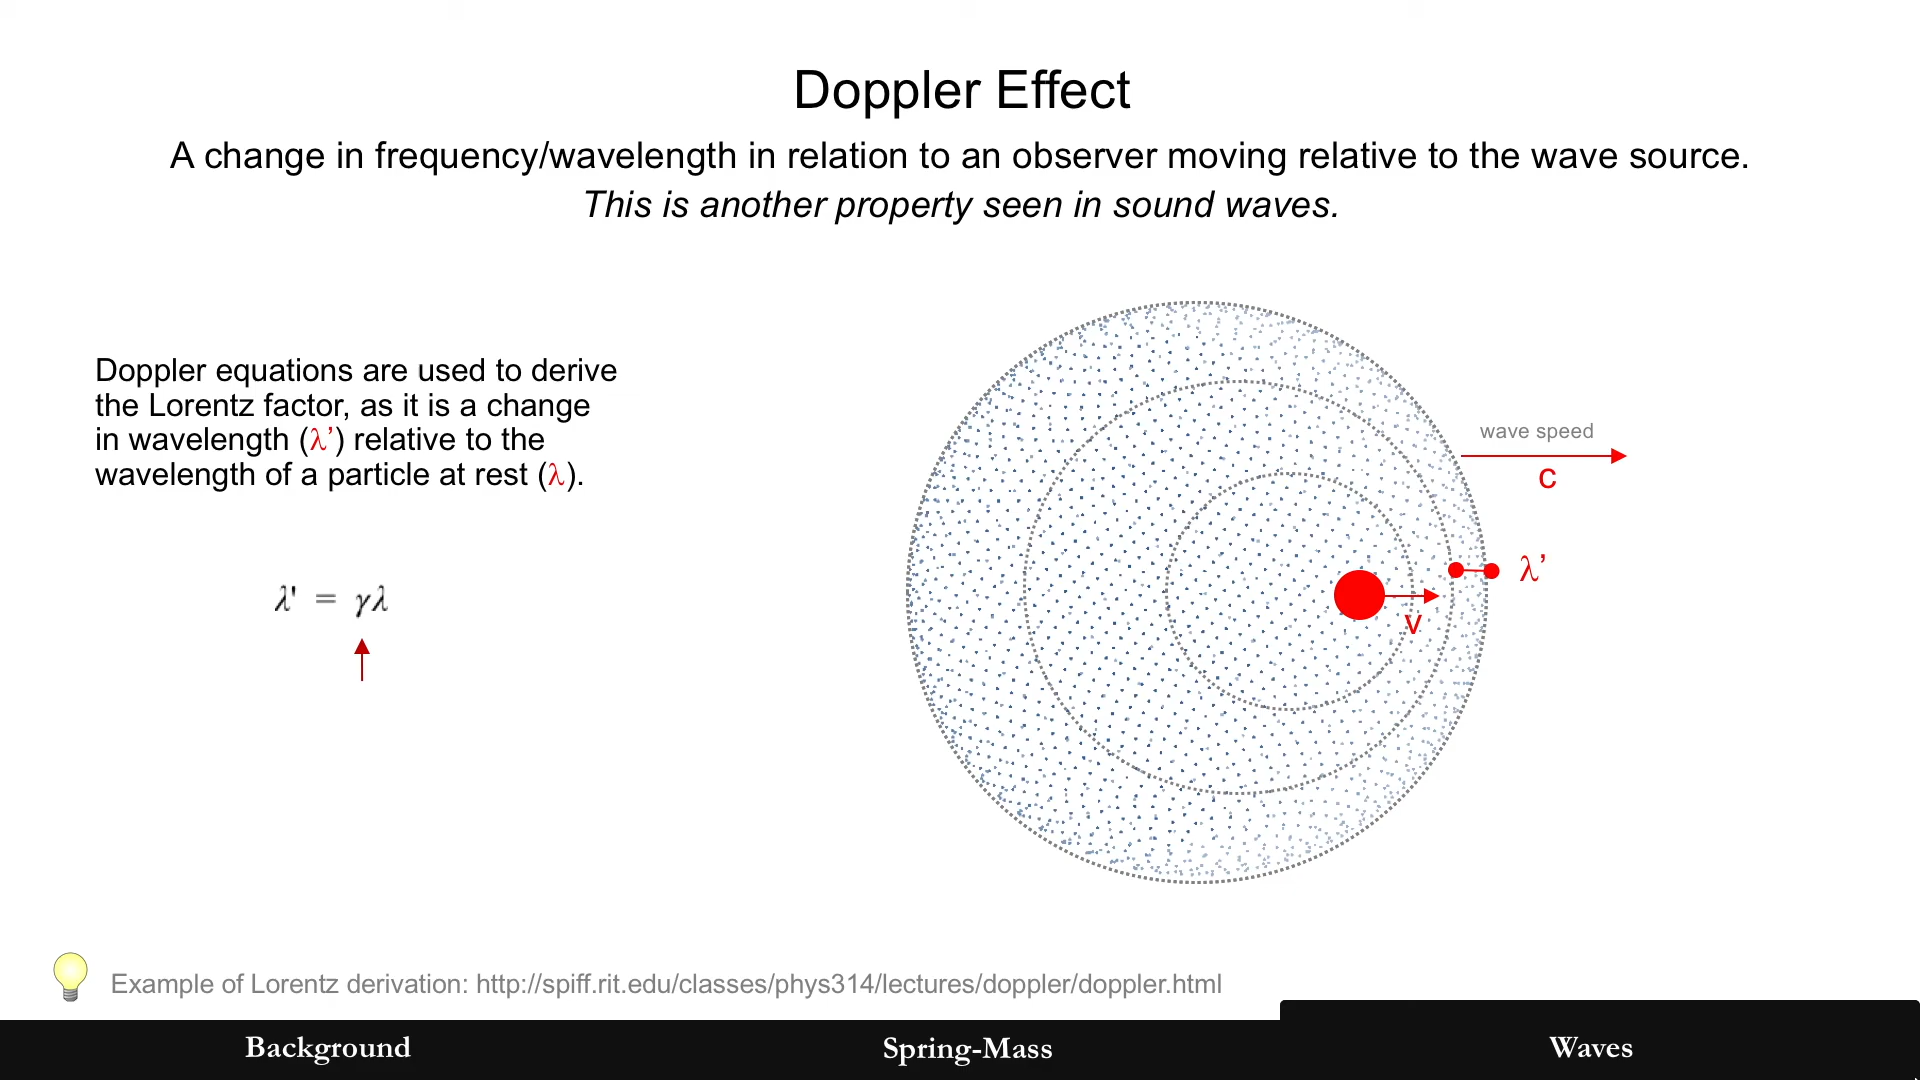 Doppler Effect
A change in frequency/wavelength in relation to an observer moving relative to the wave source.
This is another property seen in sound waves.
Doppler equations are used to derive
the Lorentz factor, as it is a change
in wavelength (λ’) relative to the
wavelength of a particle at rest (λ).
λ' = γλ
wave speed
c
λ’
v
Example of Lorentz derivation: http://spiff.rit.edu/classes/phys314/lectures/doppler/doppler.html
Background
Spring-Mass
Waves